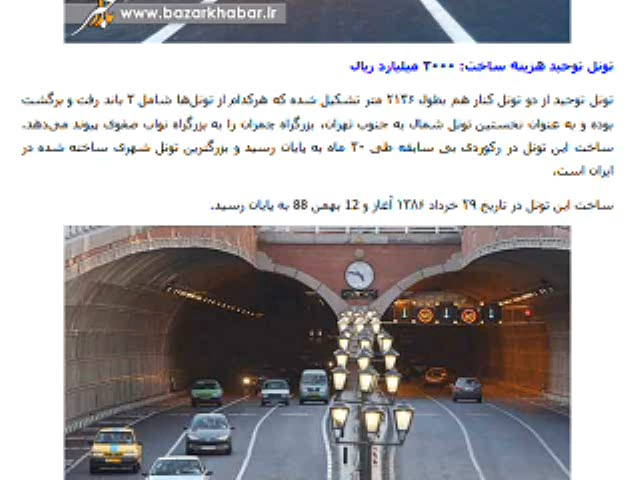 www.bazarkhabar.ir
تونل توحید هزینه ساخت: ۳۰۰۰ میلیارد ریال
تونل توحید از دو تونل کنار هم بطول ۲۱۳۶ متر تشکیل شده که هرکدام از تونل‌ها شامل ۳ باند رفت و برگشت
بوده و به عنوان نخستین تونل شمال به جنوب تهران، بزرگراه چمران را به بزرگراه نواب صفوی پیوند می‌دهد.
ساخت این تونل در رکوردی بی سابقه طی ۳۰ ماه به پایان رسید و بزرگترین تونل شهری ساخته شده در
ایران است.
ساخت این تونل در تاریخ ۲۹ خرداد ۱۳۸۶ آغاز و 12 بهمن 88 به پایان رسید.